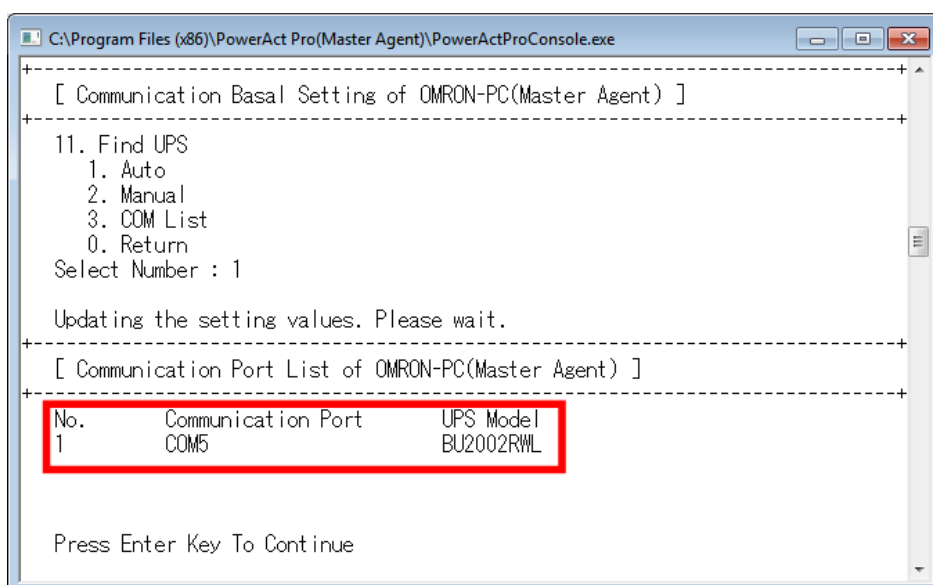 C:\Program Files (x86)\PowerAct Pro(Master Agent)\PowerActProConsole.exe
+------------------------------------------------------------------------------+
[ Communication Basal Setting of OMRON-PC(Master Agent) ]
+------------------------------------------------------------------------------+
11. Find UPS
1. Auto
2. Manual
3. COM List
0. Return
Select Number : 1
Updating the setting values. Please wait.
+------------------------------------------------------------------------------+
[ Communication Port List of OMRON-PC(Master Agent) ]
+------------------------------------------------------------------------------+
No. Communication Port UPS Model
1 COM5 BU2002RWL
Press Enter Key To Continue